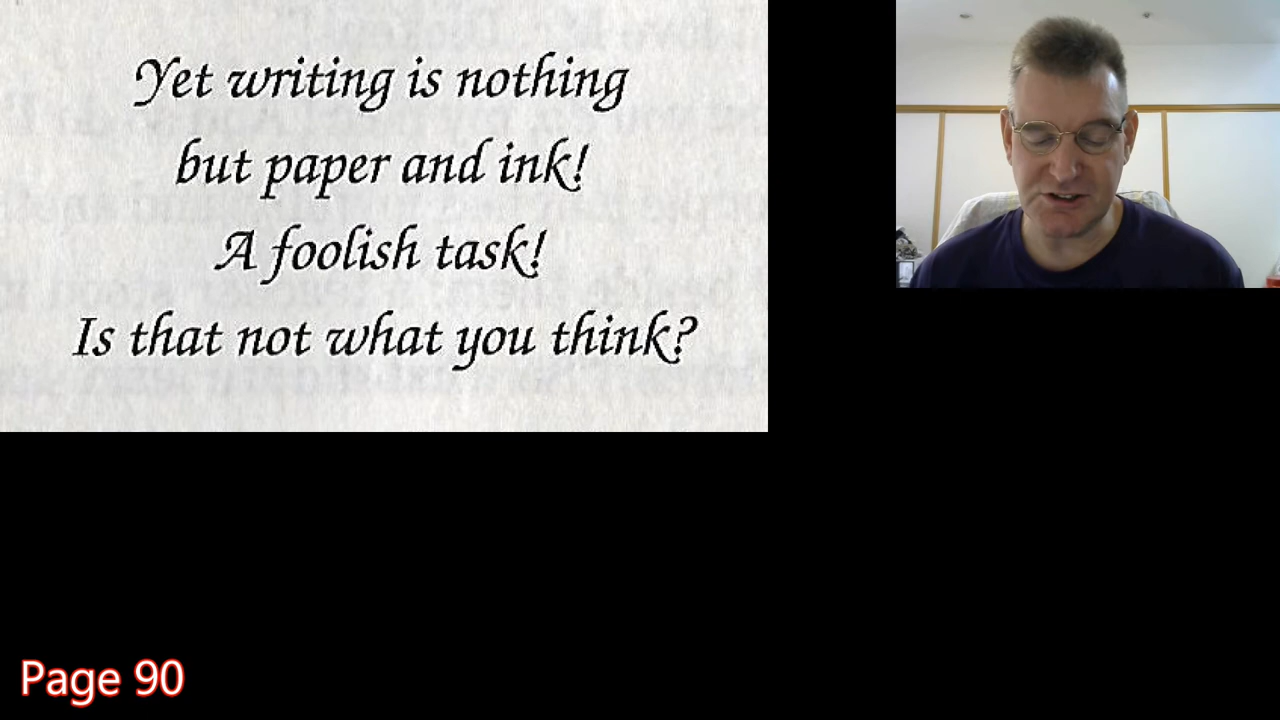 Yet writing is nothing
but paper and ink!
A foolish task!
Is that not what you think?
Page 90